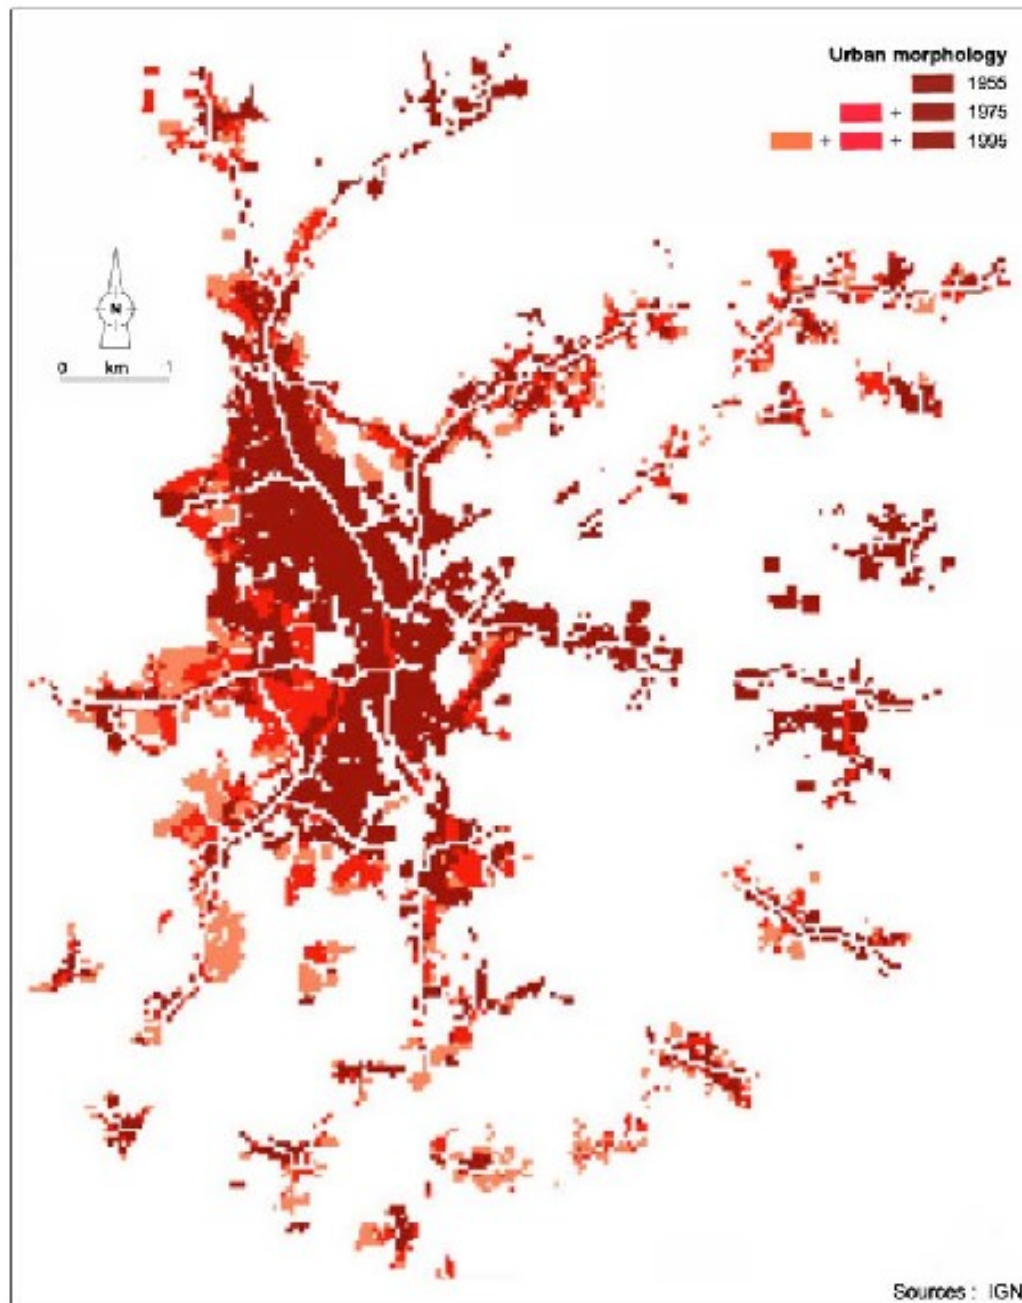 Urban morphology
1955
+ 1975
+ + 1995
N
0 km 1
Sources : IGN